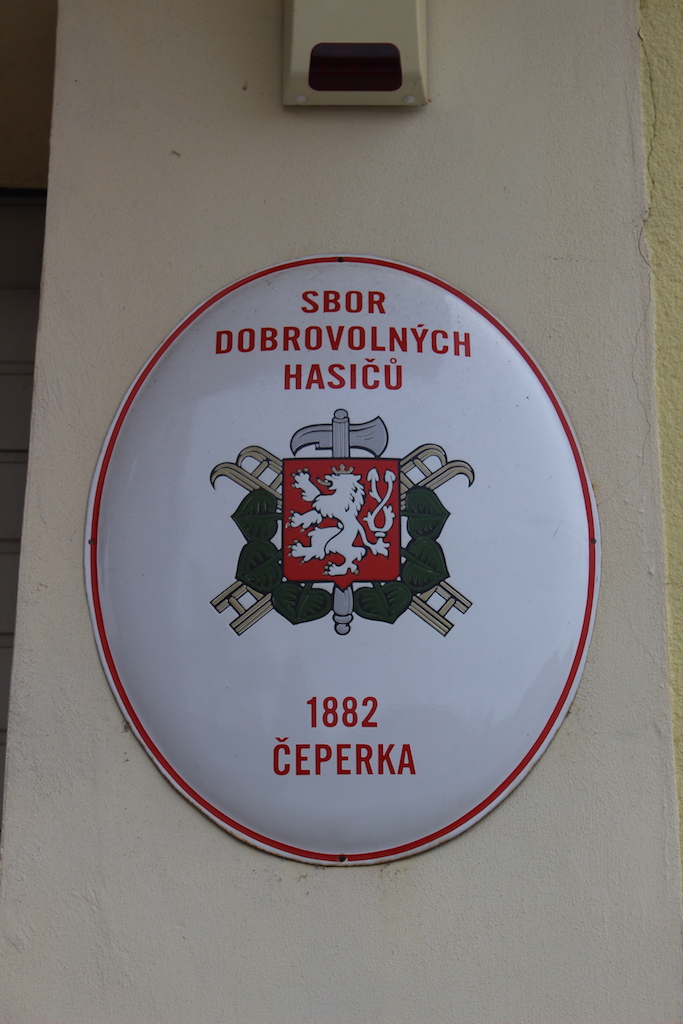 SBOR
DOBROVOLNÝCH
HASIČŮ
1882
ČEPERKA